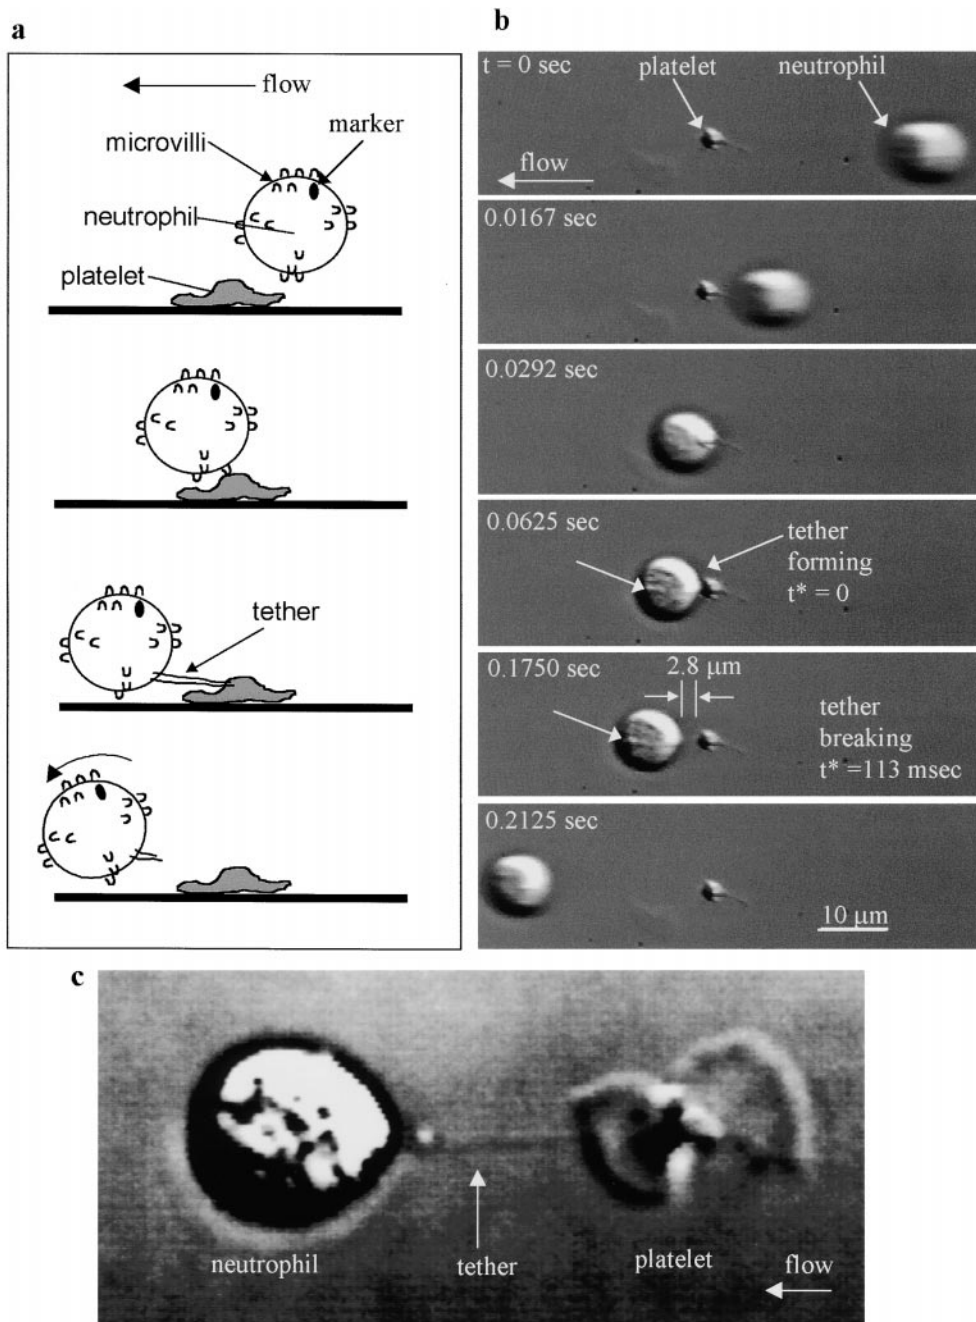 a
flow
marker
microvilli
neutrophil
platelet
tether
b
t = 0 sec
platelet
neutrophil
flow
0.0167 sec
0.0292 sec
0.0625 sec
tether
forming
t* = 0
0.1750 sec
2.8 μm
tether
breaking
t* =113 msec
0.2125 sec
10 μm
c
neutrophil
tether
platelet
flow